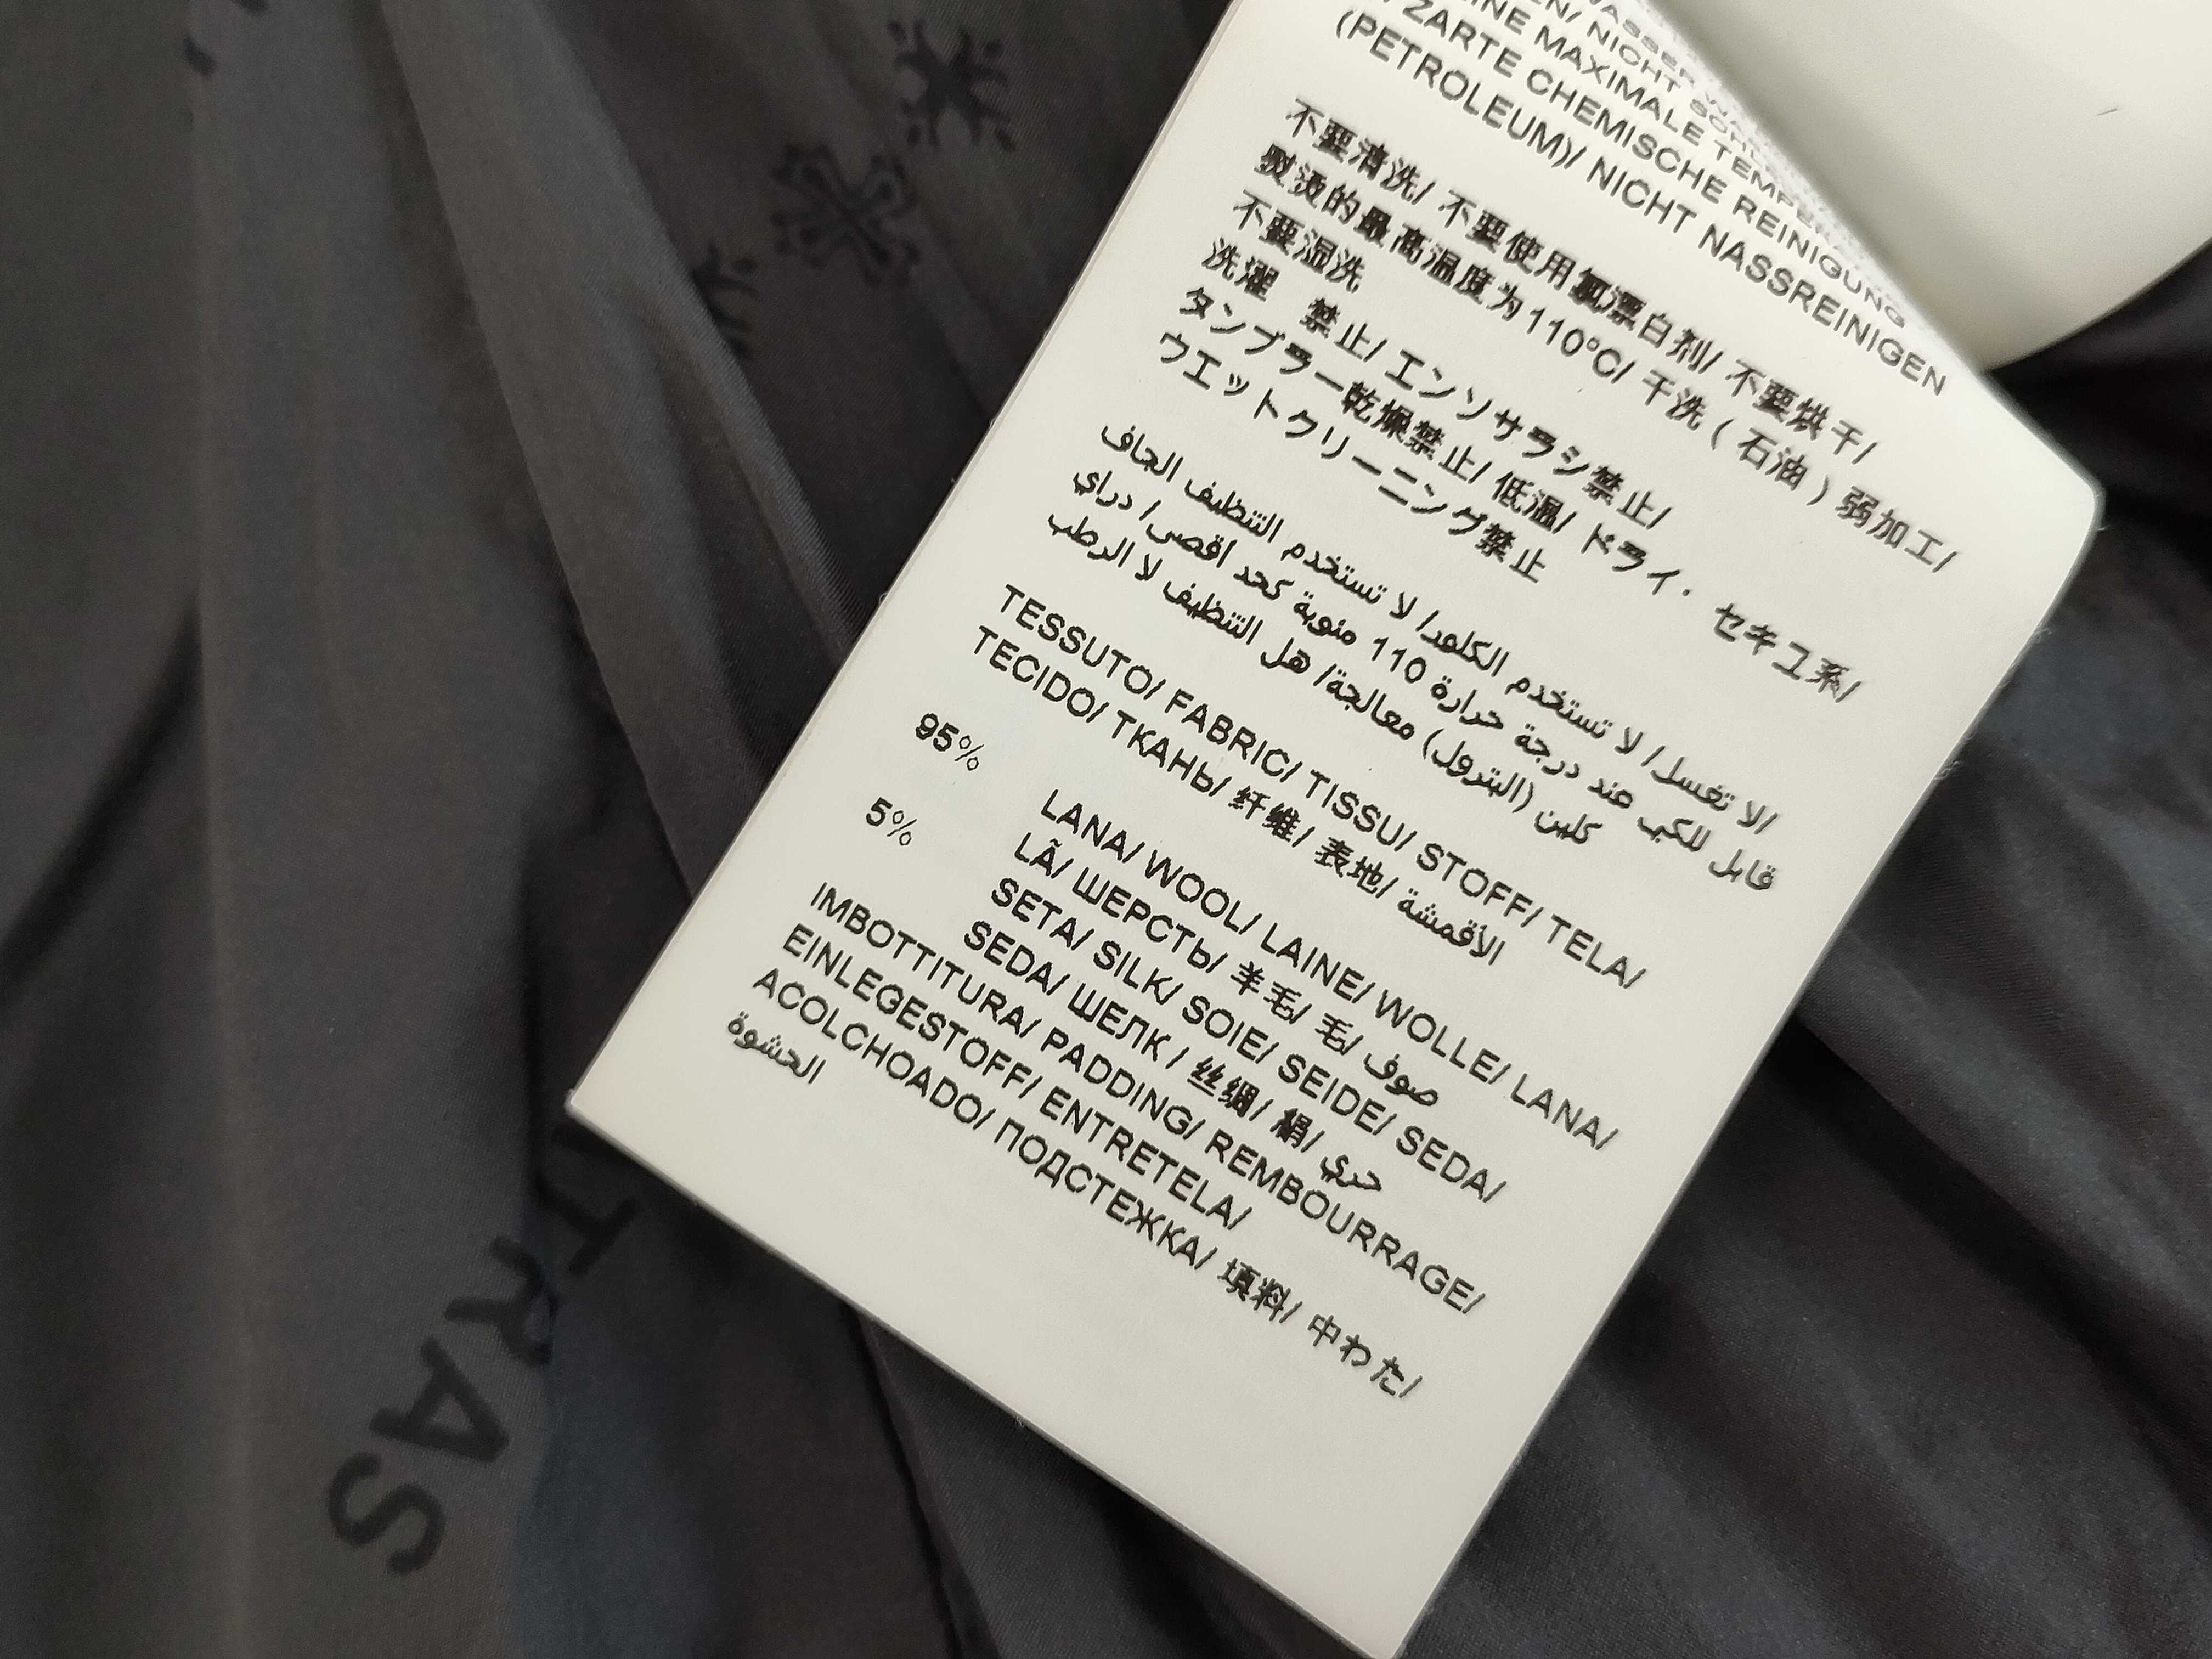 NICHT
MAXIMALE
ZARTE CHEMISCHE REINIGUNG
(PETROLEUM)/ NICHT NASSREINIGEN
不要清洗/ 不要使用氯漂白剂/ 不要烘干/
熨烫的最高温度为110°C/ 干洗 ( 石油 ) 弱加工/
不要湿洗
洗濯 禁止/ エンソサラシ禁止/
タンブラー乾燥禁止/ 低温/ ドライ・ セキユ系/
ウエットクリーニング禁止
لا تغسل/ لا تستخدم الكلور/ لا تستخدم التنظيف الجاف/
قابل للكي عند درجة حرارة 110 مئوية كحد اقصى/ دراي
كلين (البترول) معالجة/ هل التنظيف لا الرطب
TESSUTO/ FABRIC/ TISSU/ STOFF/ TELA/
TECIDO/ ТКАНЬ/ 纤维/ 表地/ الأقمشة
95% LANA/ WOOL/ LAINE/ WOLLE/ LANA/
LÃ/ ШЕРСТЬ/ 羊毛/ 毛/ صوف
5% SETA/ SILK/ SOIE/ SEIDE/ SEDA/
SEDA/ ШЕЛК / 丝绸/ 絹/ حري
IMBOTTITURA/ PADDING/ REMBOURRAGE/
EINLEGESTOFF/ ENTRETELA/
ACOLCHOADO/ ПОДСТЕЖКА/ 填料/ 中わた/
الحشوة
TRAS